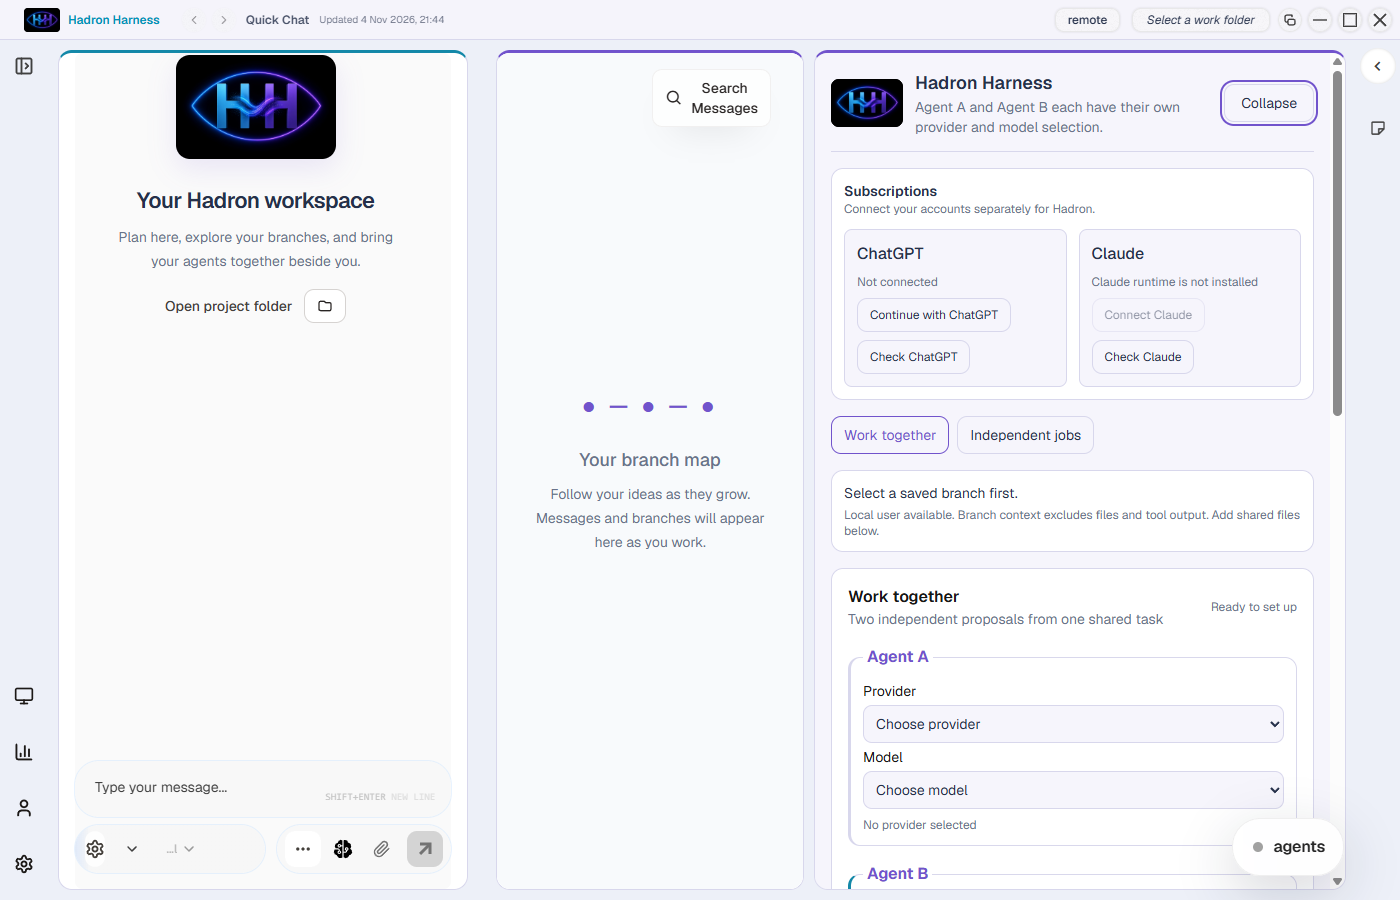 Hadron Harness
Quick Chat
Updated 4 Nov 2026, 21:44
remote
Select a work folder
Your Hadron workspace
Plan here, explore your branches, and bring
your agents together beside you.
Open project folder
Type your message...
SHIFT+ENTER NEW LINE
Search
Messages
Your branch map
Follow your ideas as they grow.
Messages and branches will appear
here as you work.
Hadron Harness
Agent A and Agent B each have their own
provider and model selection.
Collapse
Subscriptions
Connect your accounts separately for Hadron.
ChatGPT
Not connected
Continue with ChatGPT
Check ChatGPT
Claude
Claude runtime is not installed
Connect Claude
Check Claude
Work together
Independent jobs
Select a saved branch first.
Local user available. Branch context excludes files and tool output. Add shared files
below.
Work together
Two independent proposals from one shared task
Ready to set up
Agent A
Provider
Choose provider
Model
Choose model
No provider selected
agents
Agent B